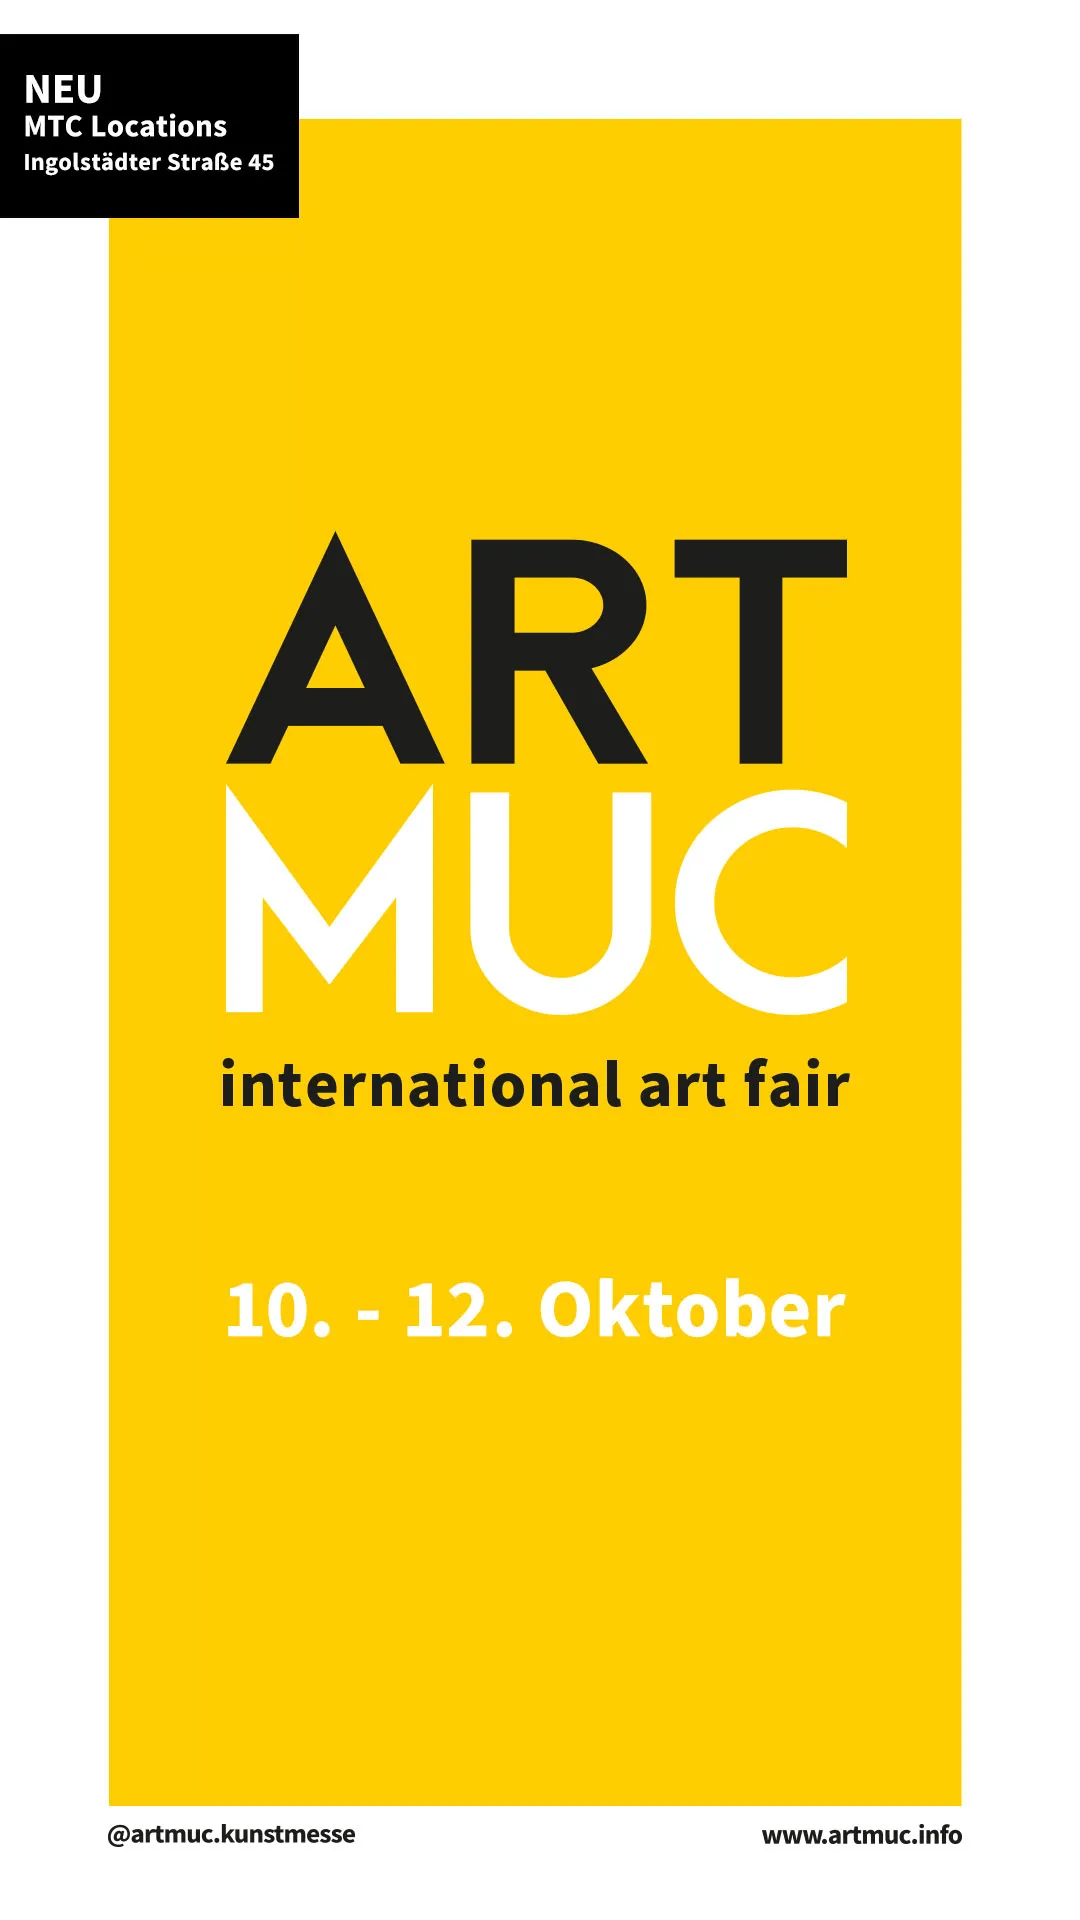 NEU
MTC Locations
Ingolstädter Straße 45
ART
MUC
international art fair
10. - 12. Oktober
@artmuc.kunstmesse
www.artmuc.info